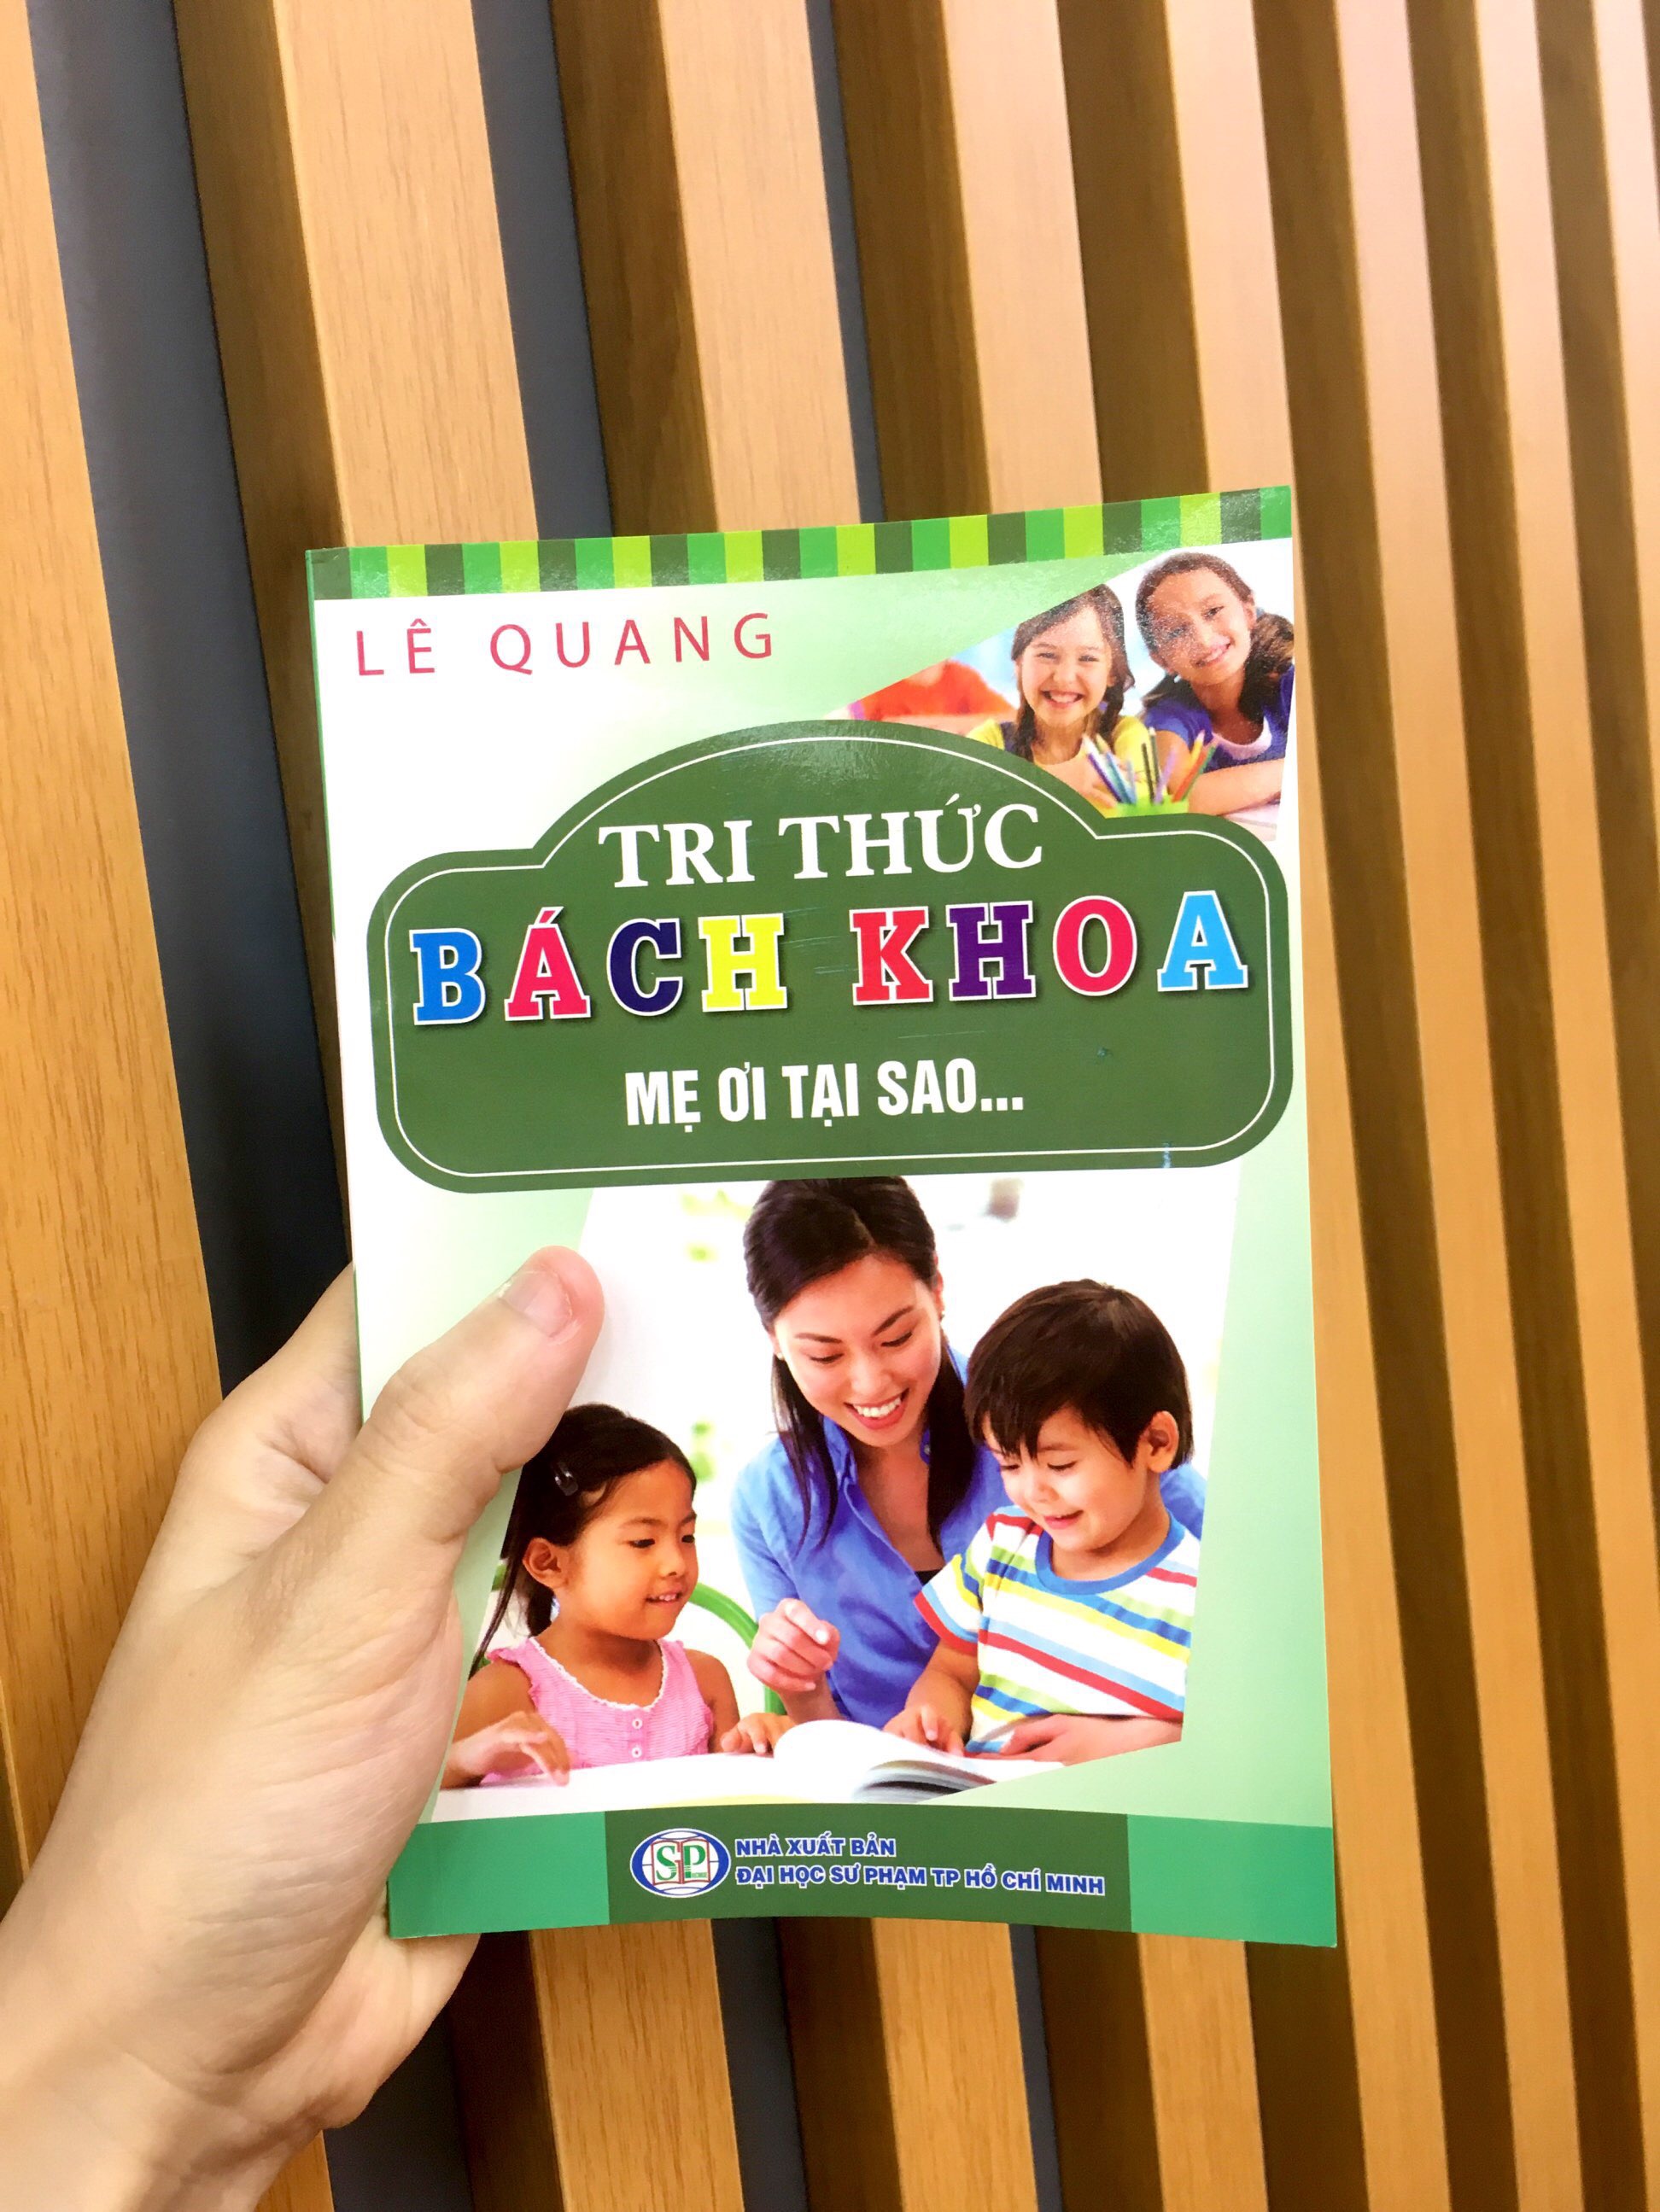 LÊ QUANG
TRI THỨC
BÁCH KHOA
MẸ ƠI TẠI SAO...
SP
NHÀ XUẤT BẢN
ĐẠI HỌC SƯ PHẠM TP HỒ CHÍ MINH